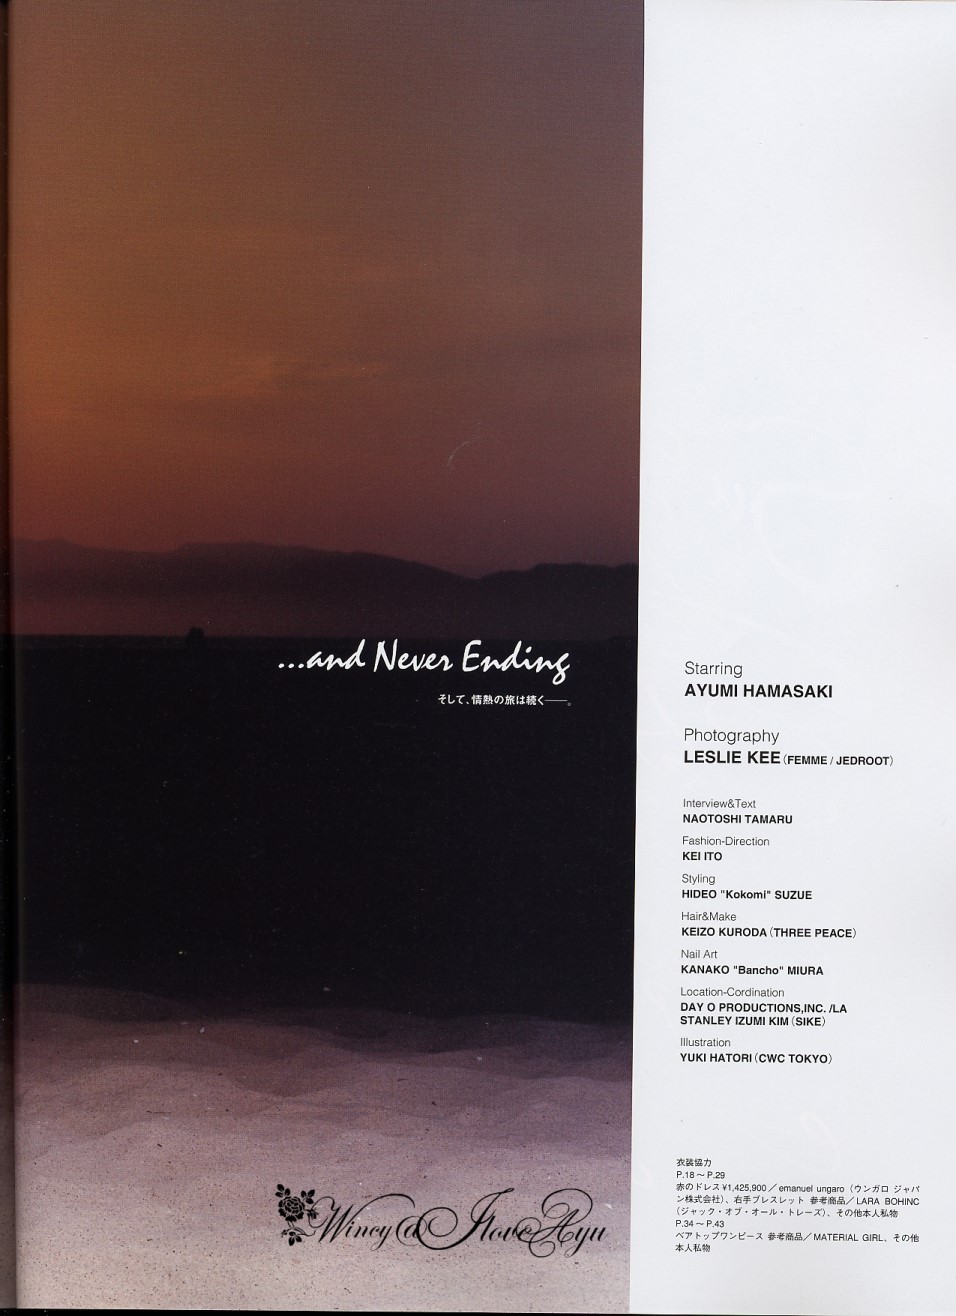 ...and Never Ending
そして、情熱の旅は続く――。
Starring
AYUMI HAMASAKI
Photography
LESLIE KEE (FEMME / JEDROOT)
Interview&Text
NAOTOSHI TAMARU
Fashion-Direction
KEI ITO
Styling
HIDEO "Kokomi" SUZUE
Hair&Make
KEIZO KURODA (THREE PEACE)
Nail Art
KANAKO "Bancho" MIURA
Location-Cordination
DAY O PRODUCTIONS,INC. /LA
STANLEY IZUMI KIM (SIKE)
Illustration
YUKI HATORI (CWC TOKYO)
衣装協力
P.18～P.29
赤のドレス¥1,425,900／emanuel ungaro（ウンガロ ジャパ
ン株式会社）、右手ブレスレット 参考商品／LARA BOHINC
（ジャック・オブ・オール・トレーズ）、その他本人私物
P.34～P.43
ベアトップワンピース 参考商品／MATERIAL GIRL、その他
本人私物
Wincy@IloveAyu